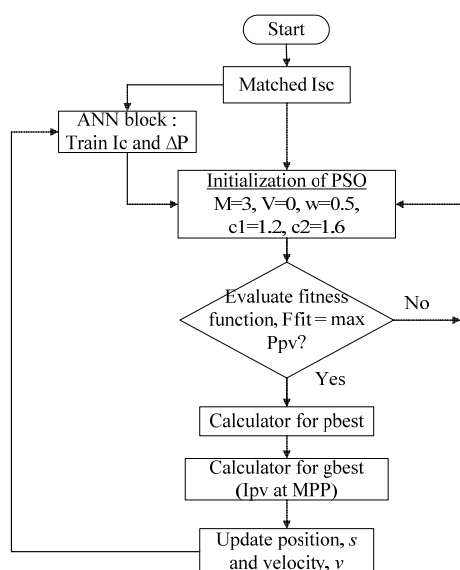 Start
Matched Isc
ANN block :
Train Ic and ΔP
Initialization of PSO
M=3, V=0, w=0.5,
c1=1.2, c2=1.6
Evaluate fitness
function, Ffit = max
Ppv?
No
Yes
Calculator for pbest
Calculator for gbest
(Ipv at MPP)
Update position, s
and velocity, v